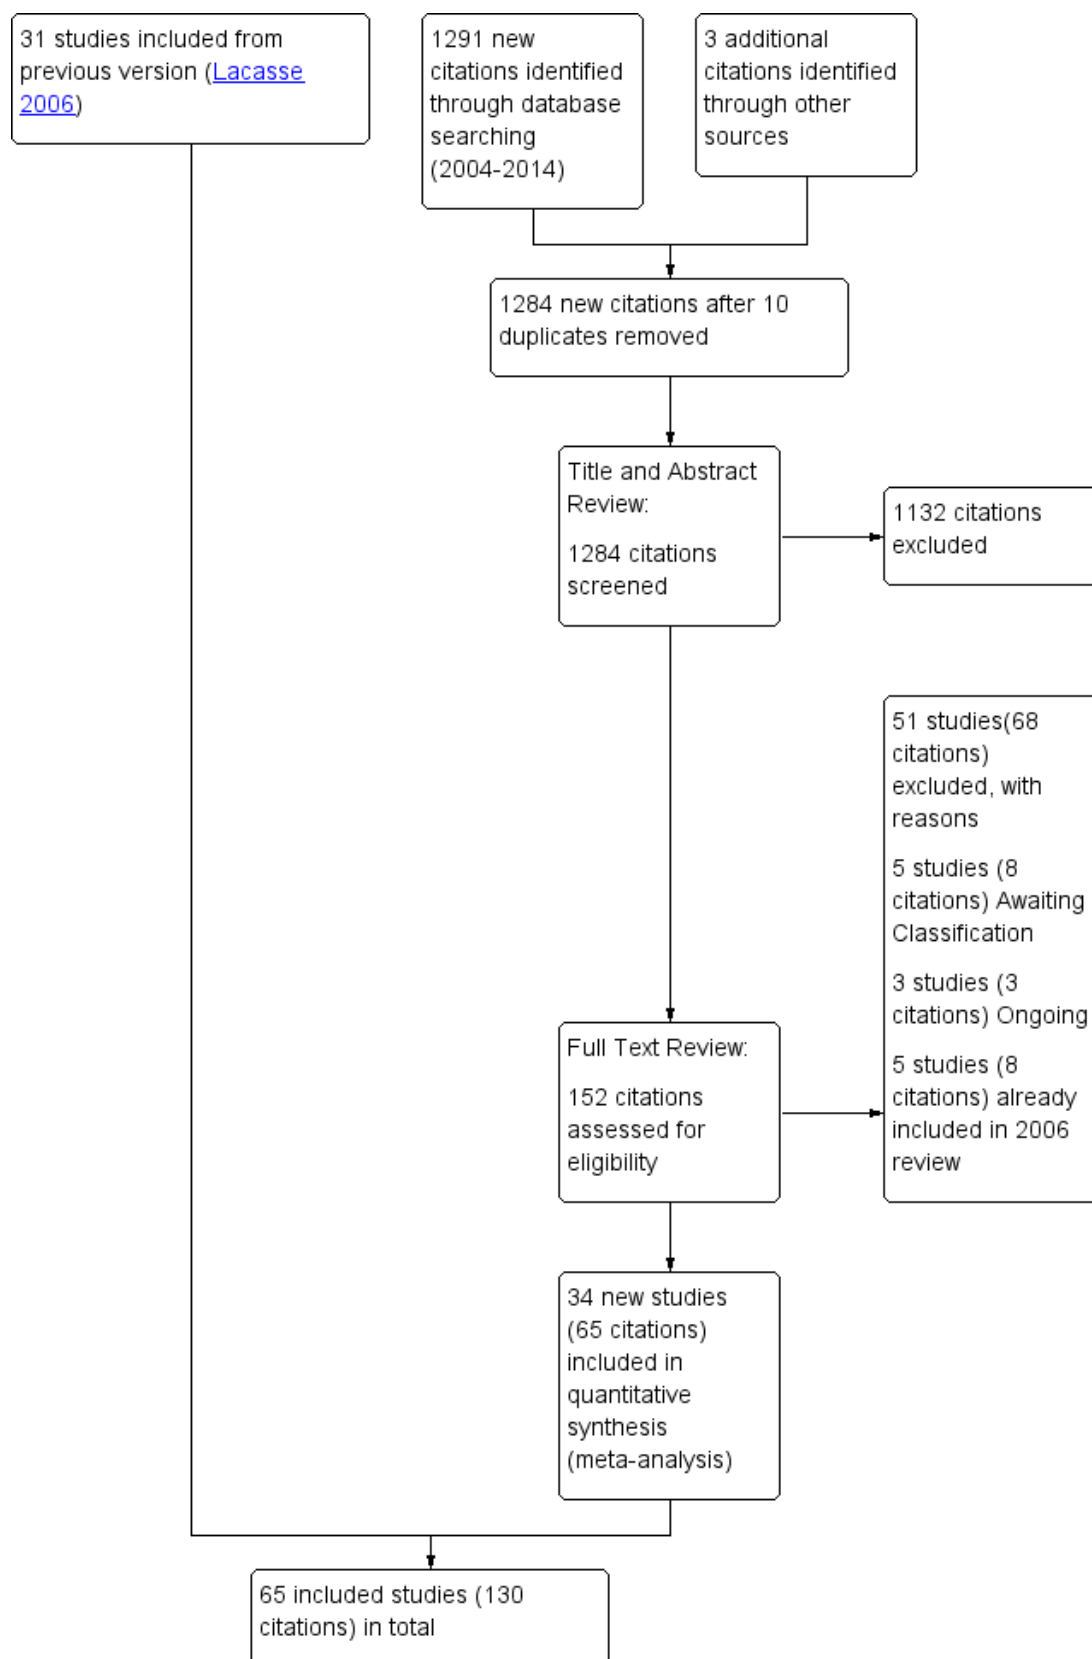 31 studies included from
previous version (Lacasse
2006)
1291 new
citations identified
through database
searching
(2004-2014)
3 additional
citations identified
through other
sources
1284 new citations after 10
duplicates removed
Title and Abstract
Review:
1284 citations
screened
1132 citations
excluded
51 studies(68
citations)
excluded, with
reasons
5 studies (8
citations) Awaiting
Classification
3 studies (3
citations) Ongoing
5 studies (8
citations) already
included in 2006
review
Full Text Review:
152 citations
assessed for
eligibility
34 new studies
(65 citations)
included in
quantitative
synthesis
(meta-analysis)
65 included studies (130
citations) in total